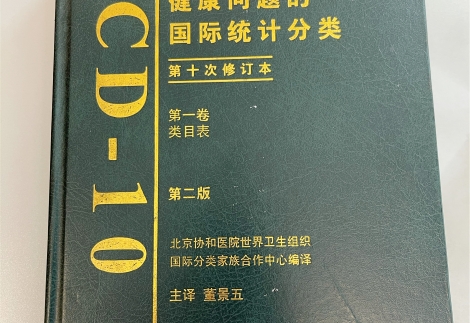 CD-10
健康问题的
国际统计分类
第十次修订本
第一卷
类目表
第二版
北京协和医院世界卫生组织
国际分类家族合作中心编译
主译 董景五